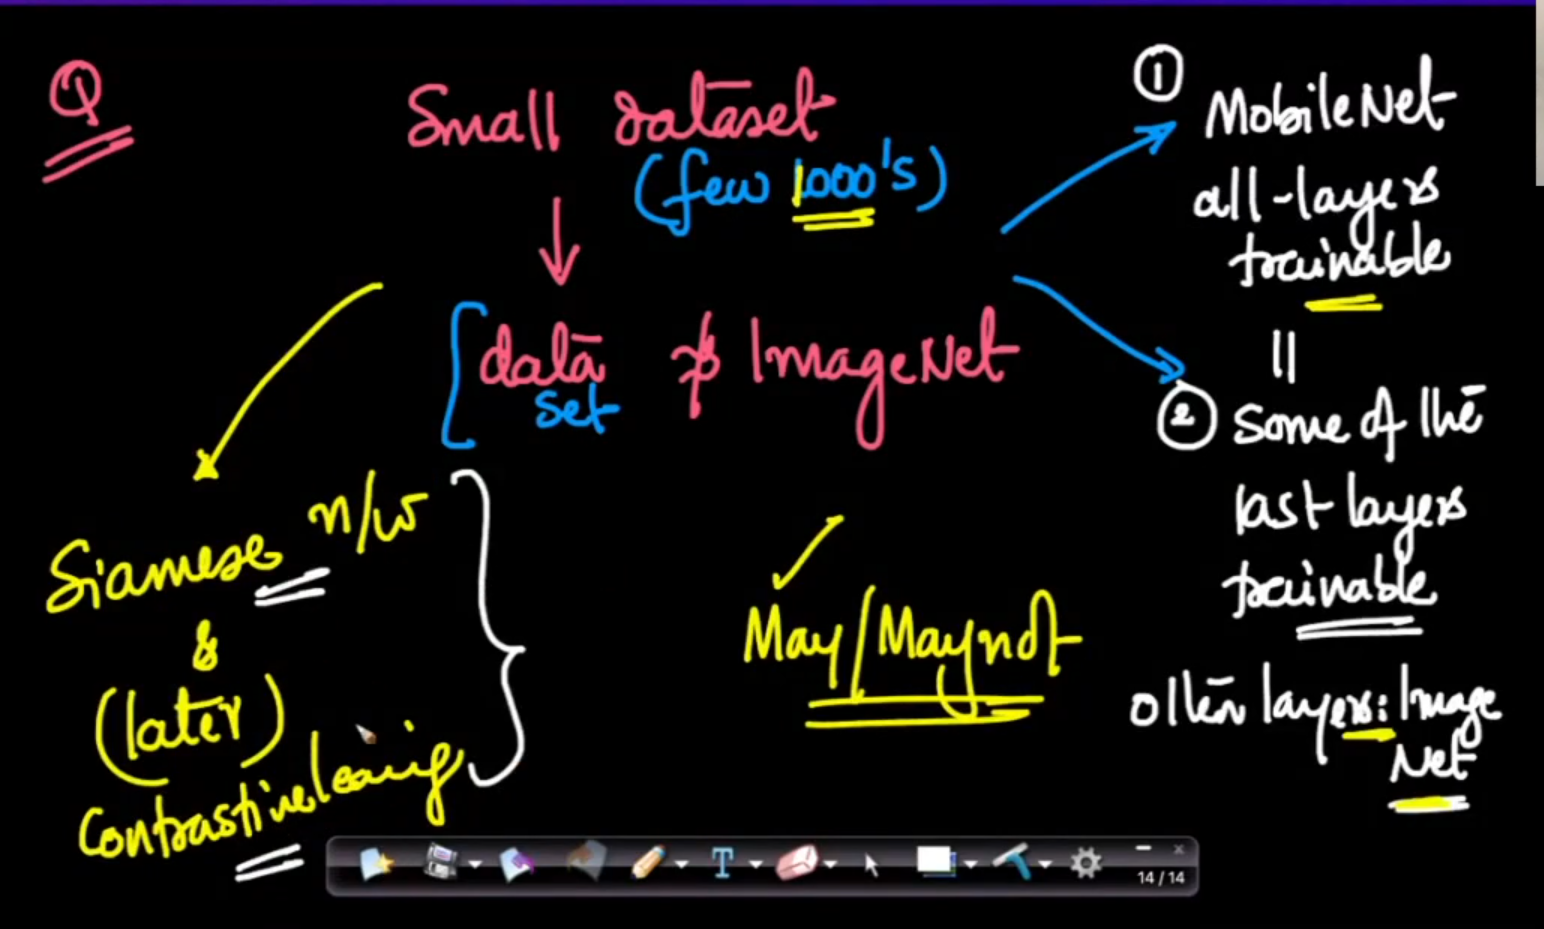 Q
Small dataset
(few 1000's)
[data ≁ ImageNet
set
Siamese n/w
&
(later)
Contrastive leaing
May/May not
① MobileNet
all-layers
trainable
||
② Some of the
last layers
trainable
other layers: Image
Net
T
14/14